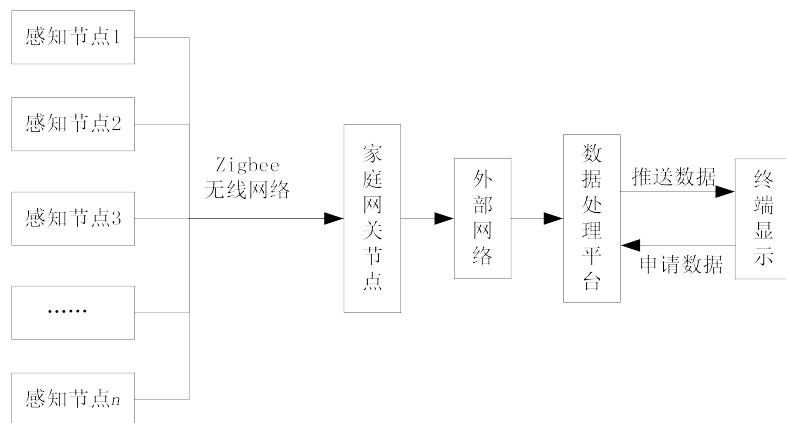 感知节点1
感知节点2
感知节点3
……
感知节点n
Zigbee
无线网络
家庭网关节点
外部网络
数据处理平台
推送数据
申请数据
终端显示